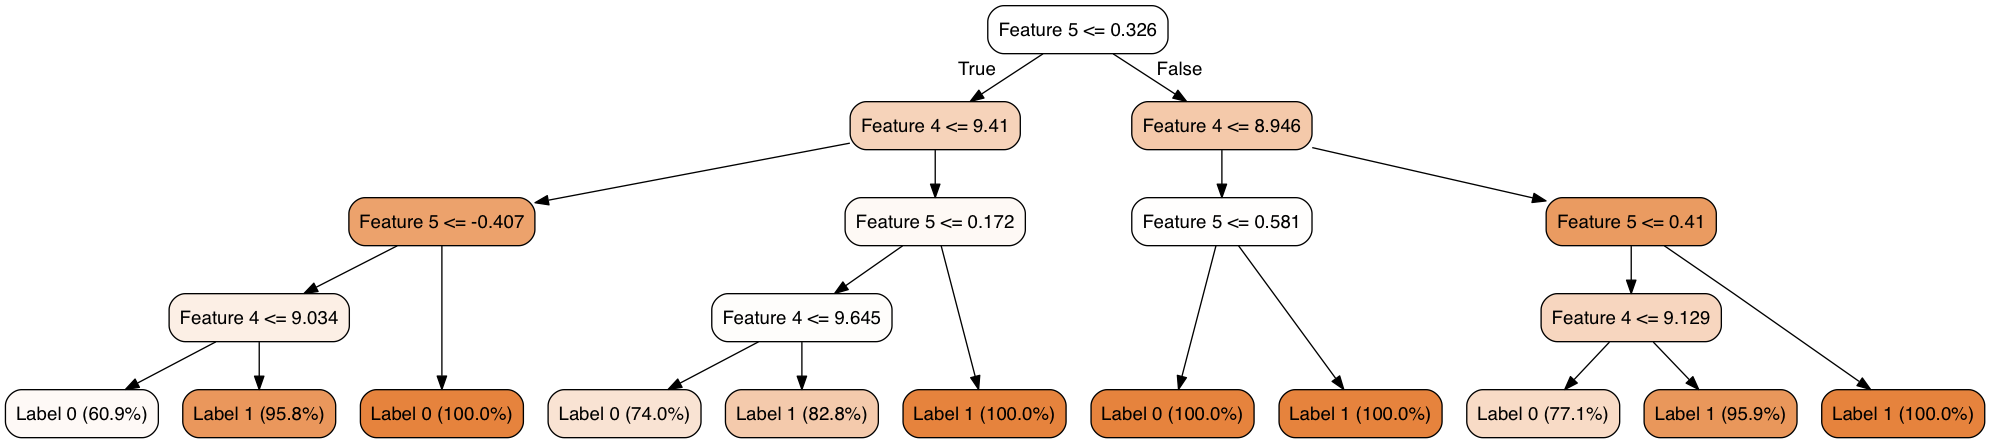 Feature 5 <= 0.326
True
False
Feature 4 <= 9.41
Feature 4 <= 8.946
Feature 5 <= -0.407
Feature 5 <= 0.172
Feature 5 <= 0.581
Feature 5 <= 0.41
Feature 4 <= 9.034
Feature 4 <= 9.645
Feature 4 <= 9.129
Label 0 (60.9%)
Label 1 (95.8%)
Label 0 (100.0%)
Label 0 (74.0%)
Label 1 (82.8%)
Label 1 (100.0%)
Label 0 (100.0%)
Label 1 (100.0%)
Label 0 (77.1%)
Label 1 (95.9%)
Label 1 (100.0%)